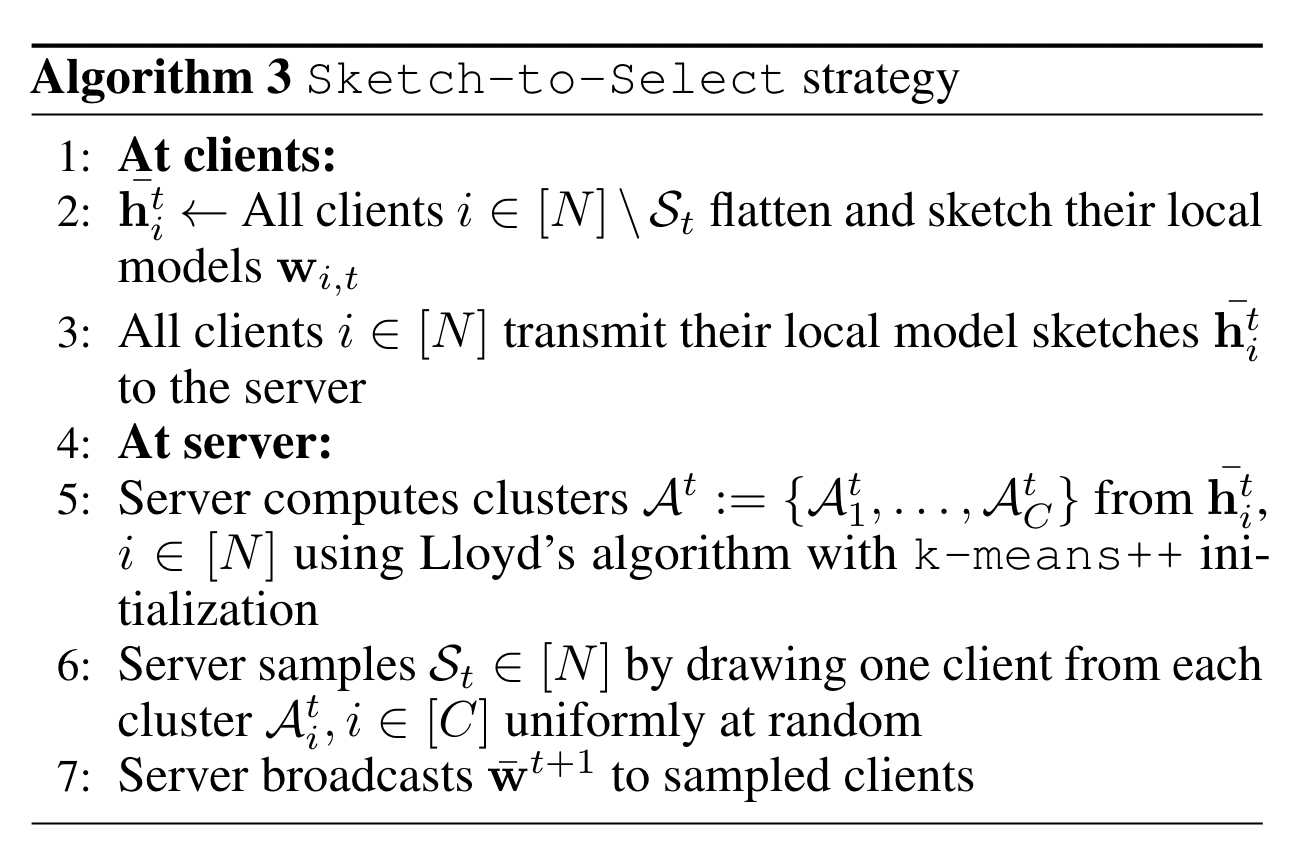 Algorithm 3 Sketch-to-Select strategy
1: At clients:
2: $\bar{\mathbf{h}}_i^t$ ← All clients $i \in [N] \setminus \mathcal{S}_t$ flatten and sketch their local
models $\mathbf{w}_{i,t}$
3: All clients $i \in [N]$ transmit their local model sketches $\bar{\mathbf{h}}_i^t$
to the server
4: At server:
5: Server computes clusters $\mathcal{A}^t := \{\mathcal{A}_1^t, \ldots, \mathcal{A}_C^t\}$ from $\bar{\mathbf{h}}_i^t$,
$i \in [N]$ using Lloyd's algorithm with k-means++ ini-
tialization
6: Server samples $\mathcal{S}_t \in [N]$ by drawing one client from each
cluster $\mathcal{A}_i^t, i \in [C]$ uniformly at random
7: Server broadcasts $\bar{\mathbf{w}}^{t+1}$ to sampled clients